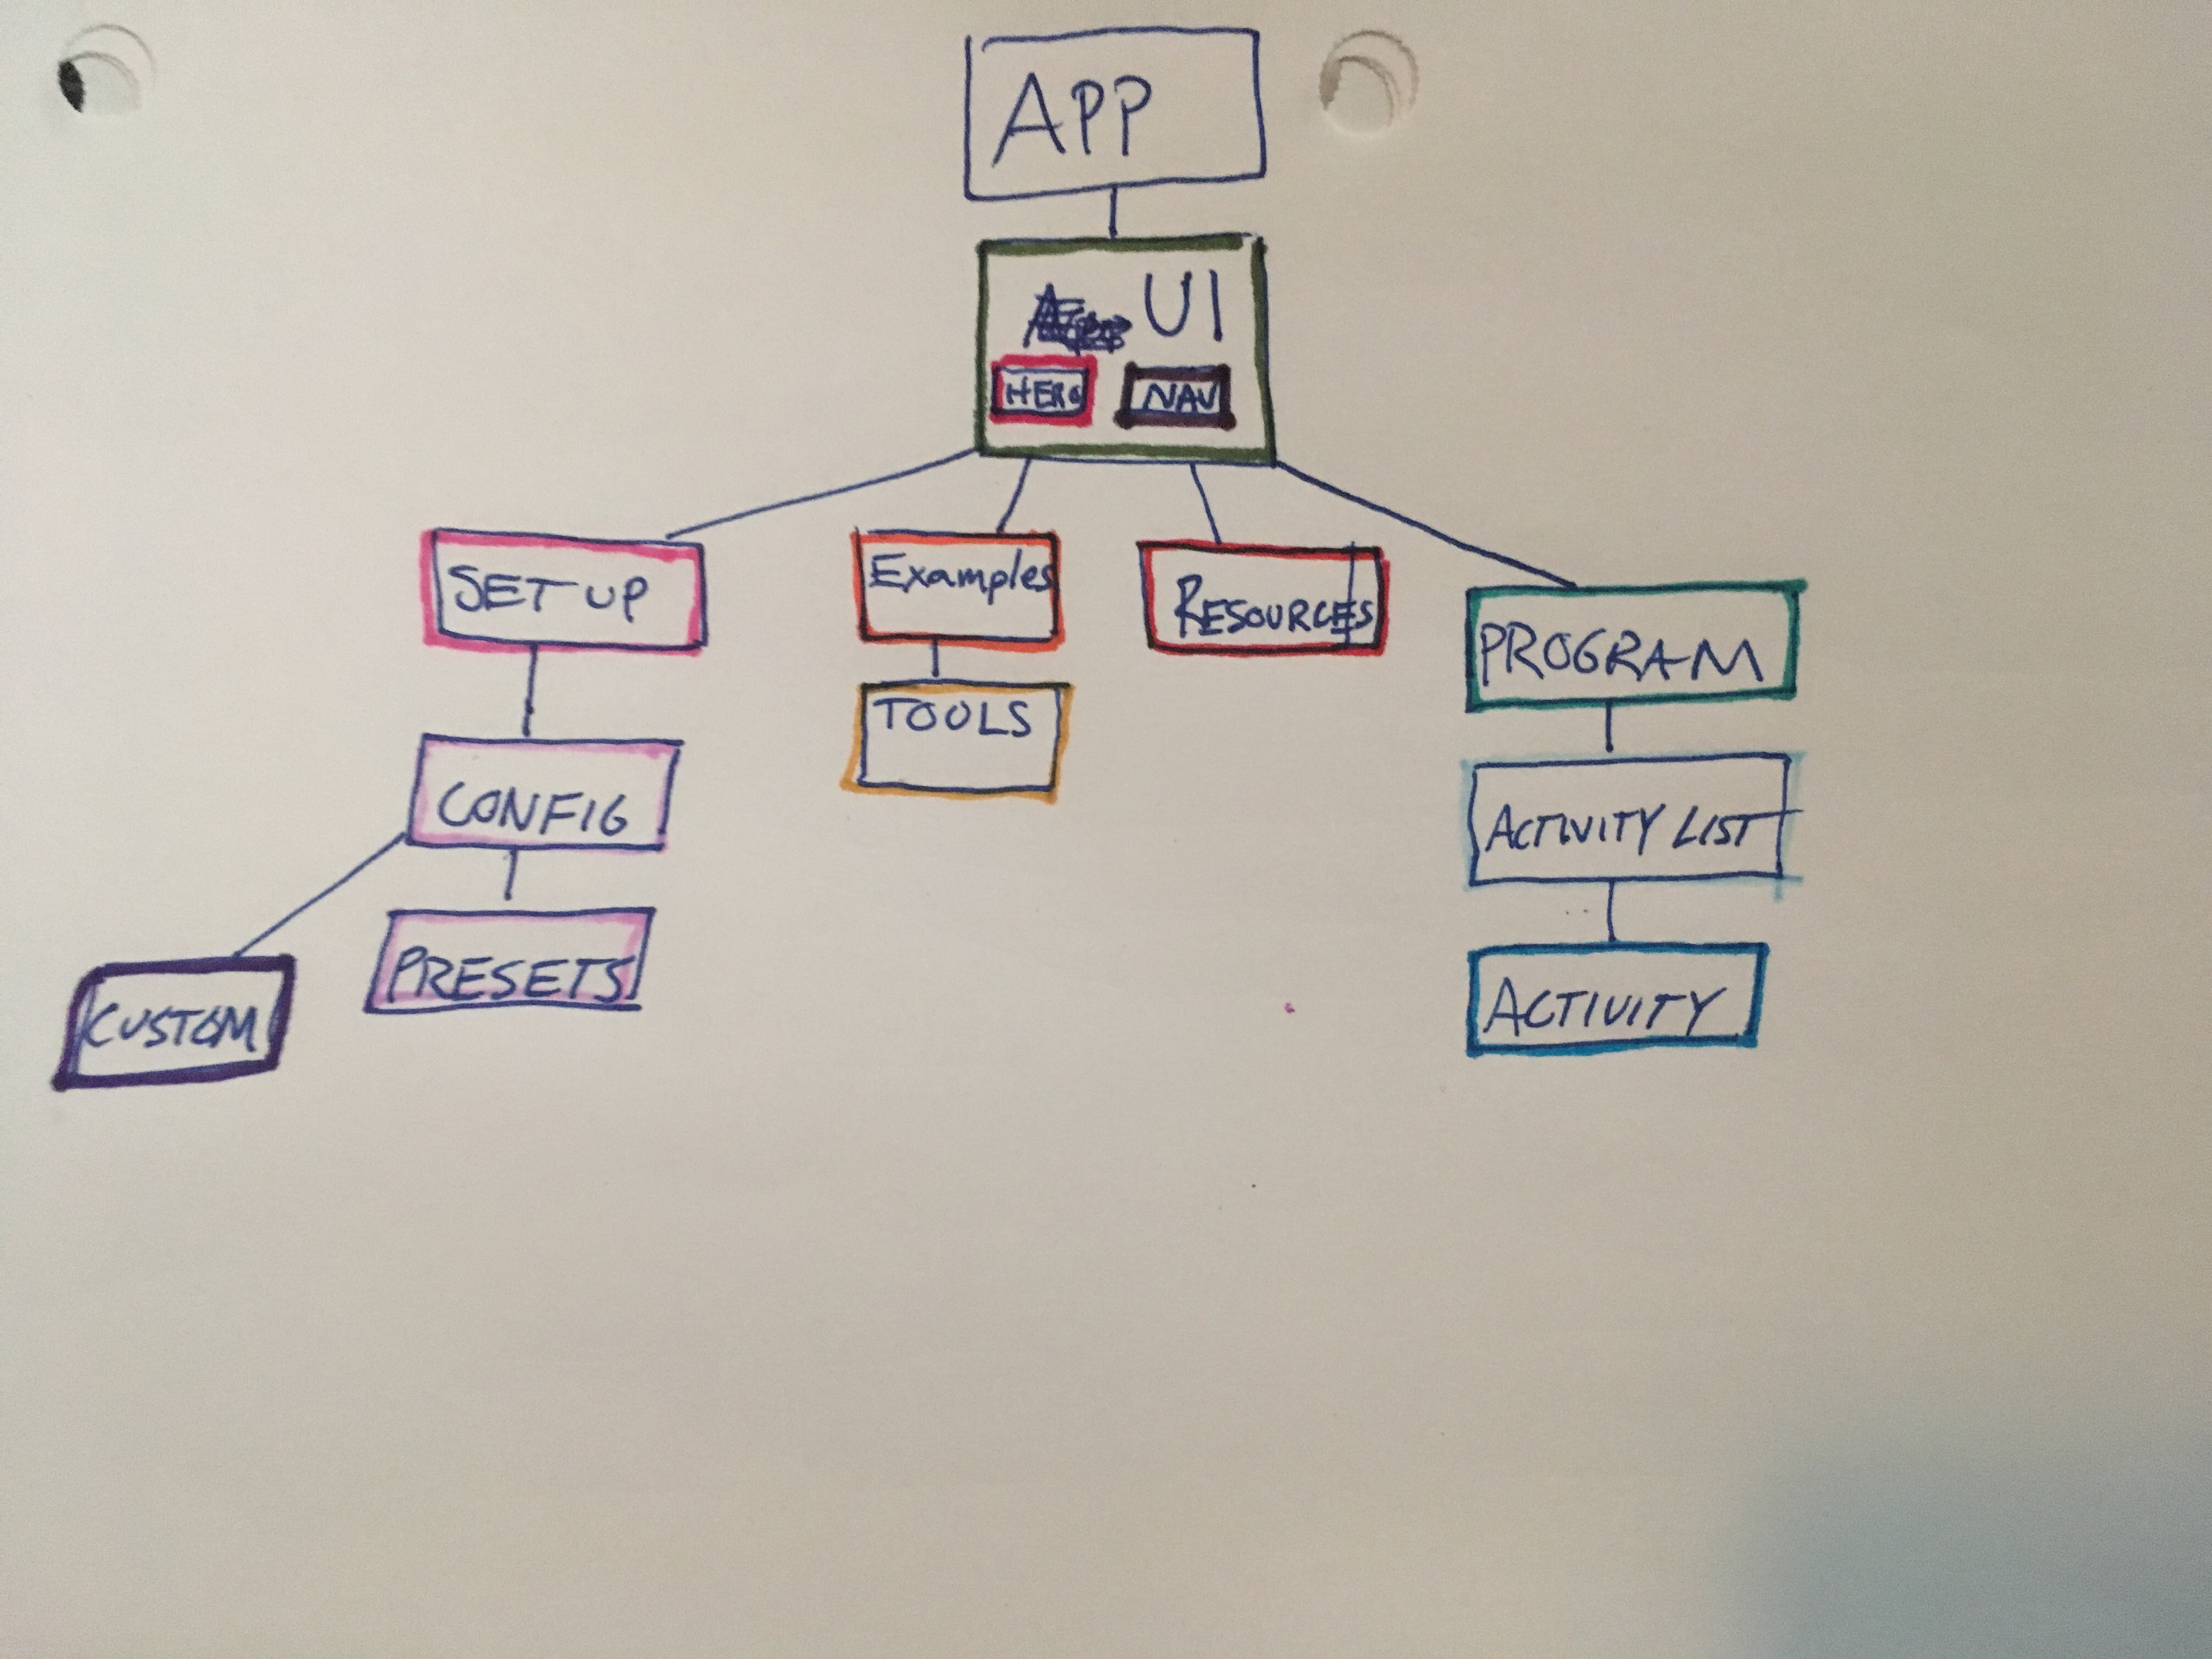 APP
UI
HERO NAV
SET UP
Examples
RESOURCES
PROGRAM
TOOLS
CONFIG
ACTIVITY LIST
PRESETS
CUSTOM
ACTIVITY